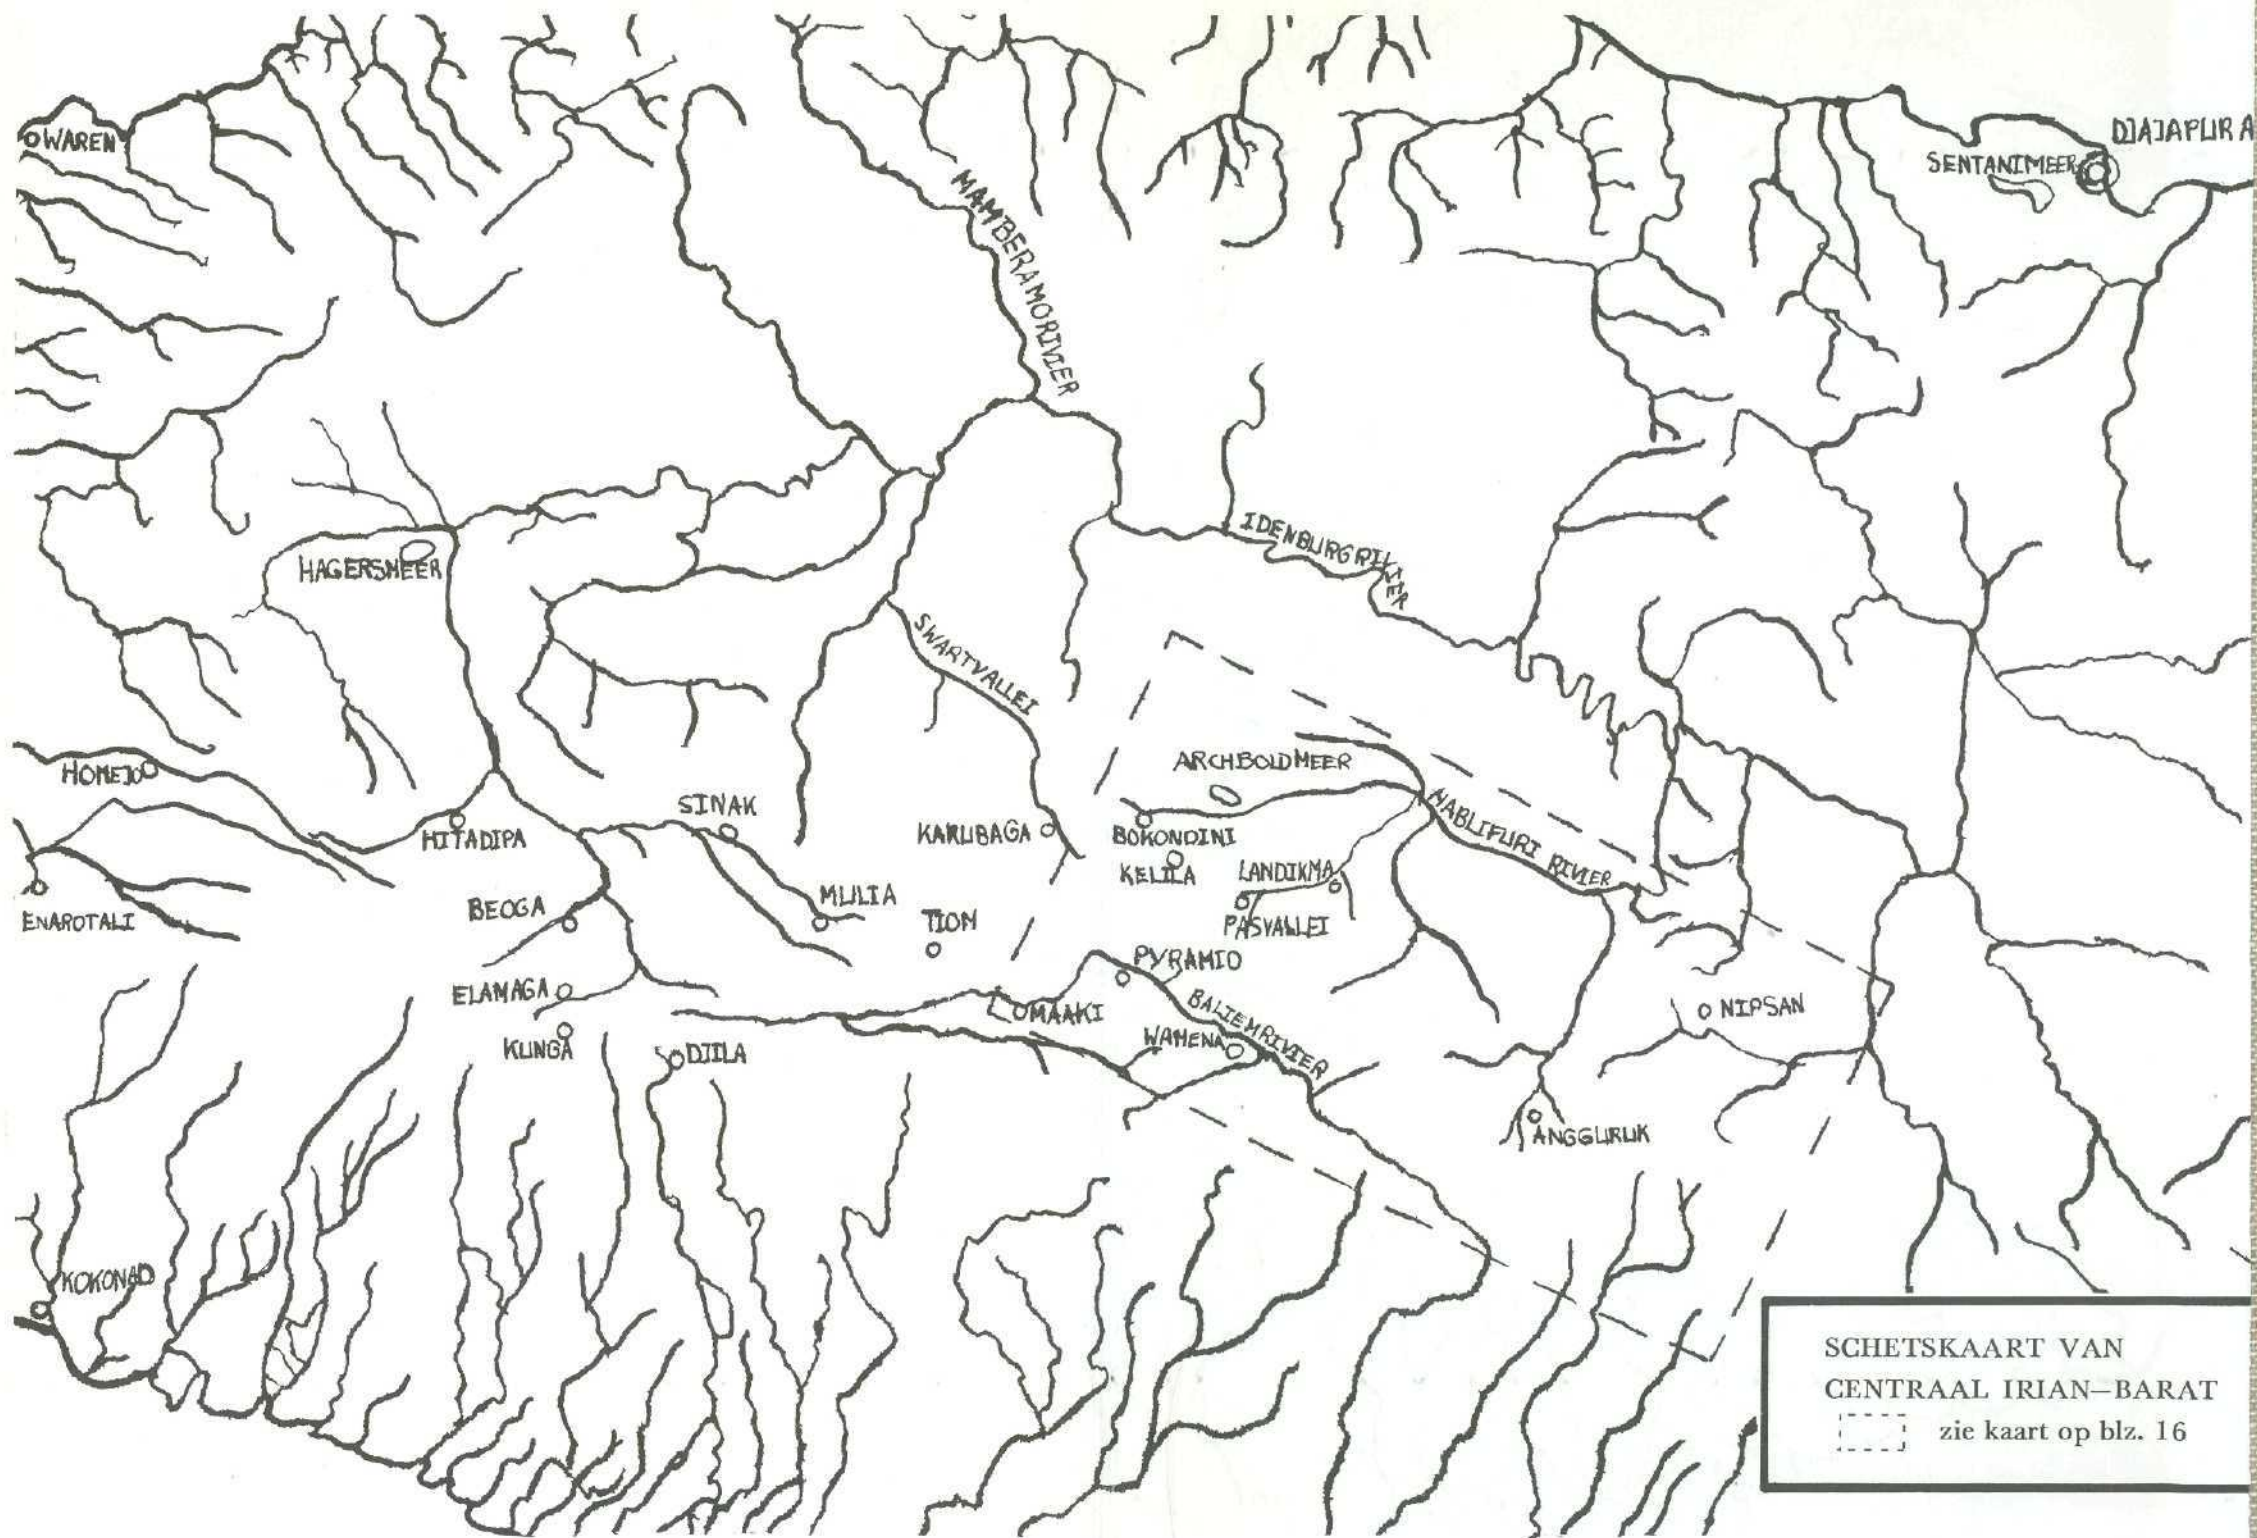 WAREN
DJAJAPURA
SENTANIMEER
MAMBERAMORIVIER
IDENBURGRIVIER
HAGERSMEER
SWARTVALLEI
ARCHBOLDMEER
HOMEJO
SINAK
HABLIFURI RIVIER
HITADIPA
KARUBAGA
BOKONDINI
KELILA
LANDIKMA
MULIA
BEOGA
ENAROTALI
TIOM
PASVALLEI
PYRAMID
ELAMAGA
MAAKI
BALIEMRIVIER
NIPSAN
WAMENA
KUNGA
DJILA
ANGGURUK
KOKONAO
SCHETSKAART VAN
CENTRAAL IRIAN—BARAT
zie kaart op blz. 16